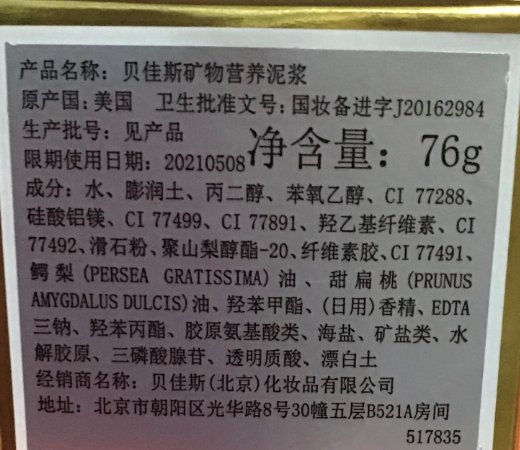 产品名称：贝佳斯矿物营养泥浆
原产国：美国 卫生批准文号：国妆备进字J20162984
生产批号：见产品
净含量：76g
限期使用日期：20210508
成分：水、膨润土、丙二醇、苯氧乙醇、CI 77288、
硅酸铝镁、CI 77499、CI 77891、羟乙基纤维素、CI
77492、滑石粉、聚山梨醇酯-20、纤维素胶、CI 77491、
鳄梨(PERSEA GRATISSIMA)油、甜扁桃(PRUNUS
AMYGDALUS DULCIS)油、羟苯甲酯、(日用)香精、EDTA
三钠、羟苯丙酯、胶原氨基酸类、海盐、矿盐类、水
解胶原、三磷酸腺苷、透明质酸、漂白土
经销商名称：贝佳斯(北京)化妆品有限公司
地址：北京市朝阳区光华路8号30幢五层B521A房间
517835